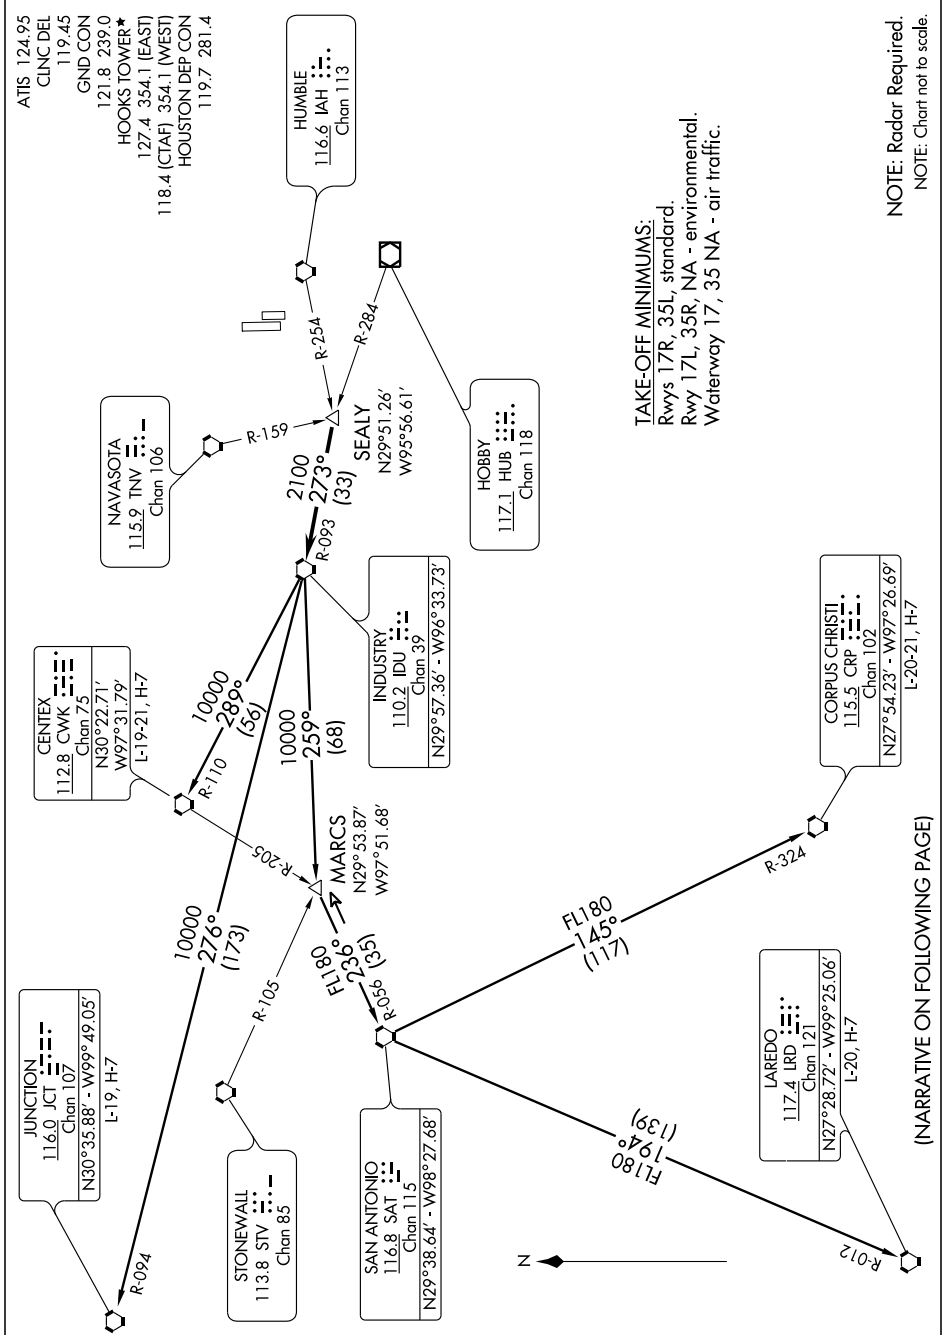 ATIS 124.95
CLNC DEL
119.45
GND CON
121.8 239.0
HOOKS TOWER★
127.4 354.1 (EAST)
118.4 (CTAF) 354.1 (WEST)
HOUSTON DEP CON
119.7 281.4
HUMBLE
116.6 IAH
Chan 113
R-254
R-284
NAVASOTA
115.9 TNV
Chan 106
R-159
SEALY
N29°51.26'
W95°56.61'
HOBBY
117.1 HUB
Chan 118
2100
273°
(33)
R-093
INDUSTRY
110.2 IDU
Chan 39
N29°57.36' - W96°33.73'
CENTEX
112.8 CWK
Chan 75
N30°22.71'
W97°31.79'
L-19-21, H-7
10000
289°
(56)
R-110
10000
259°
(68)
R-205
MARCS
N29°53.87'
W97°51.68'
10000
276°
(173)
R-094
JUNCTION
116.0 JCT
Chan 107
N30°35.88' - W99°49.05'
L-19, H-7
R-105
STONEWALL
113.8 STV
Chan 85
FL180
236°
(35)
R-056
SAN ANTONIO
116.8 SAT
Chan 115
N29°38.64' - W98°27.68'
FL180
145°
(117)
R-324
CORPUS CHRISTI
115.5 CRP
Chan 102
N27°54.23' - W97°26.69'
L-20-21, H-7
FL180
194°
(139)
R-012
LAREDO
117.4 LRD
Chan 121
N27°28.72' - W99°25.06'
L-20, H-7
N
TAKE-OFF MINIMUMS:
Rwys 17R, 35L, standard.
Rwy 17L, 35R, NA - environmental.
Waterway 17, 35 NA - air traffic.
NOTE: Radar Required.
NOTE: Chart not to scale.
(NARRATIVE ON FOLLOWING PAGE)